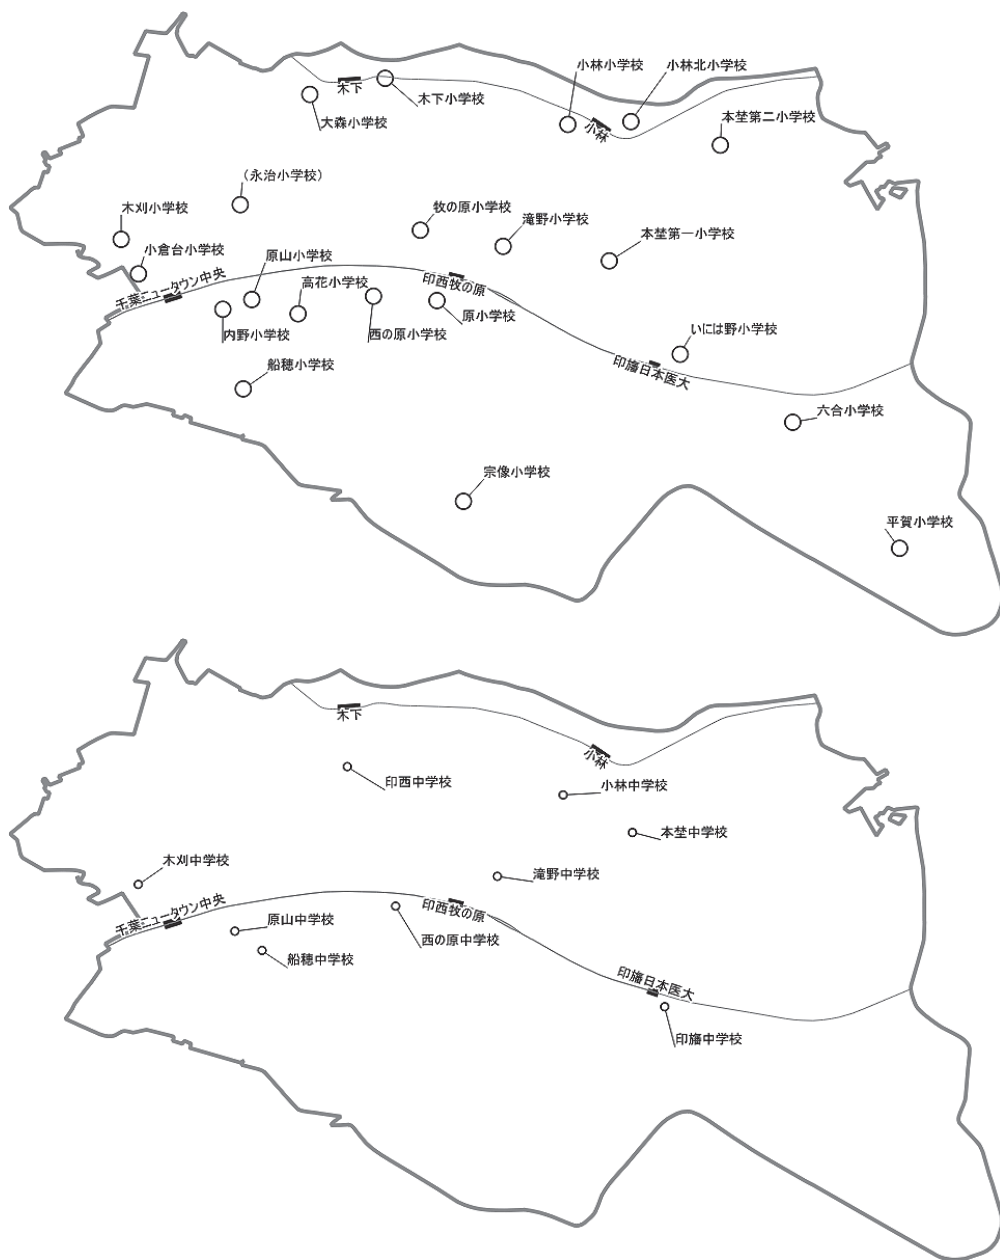 小林小学校
小林北小学校
木下
木下小学校
大森小学校
小林
本埜第二小学校
（永治小学校）
木刈小学校
牧の原小学校
滝野小学校
本埜第一小学校
小倉台小学校
原山小学校
千葉ニュータウン中央
高花小学校
印西牧の原
原小学校
内野小学校
西の原小学校
いには野小学校
船穂小学校
印旛日本医大
六合小学校
宗像小学校
平賀小学校
木下
小林
印西中学校
小林中学校
本埜中学校
木刈中学校
滝野中学校
千葉ニュータウン中央
印西牧の原
原山中学校
西の原中学校
船穂中学校
印旛日本医大
印旛中学校